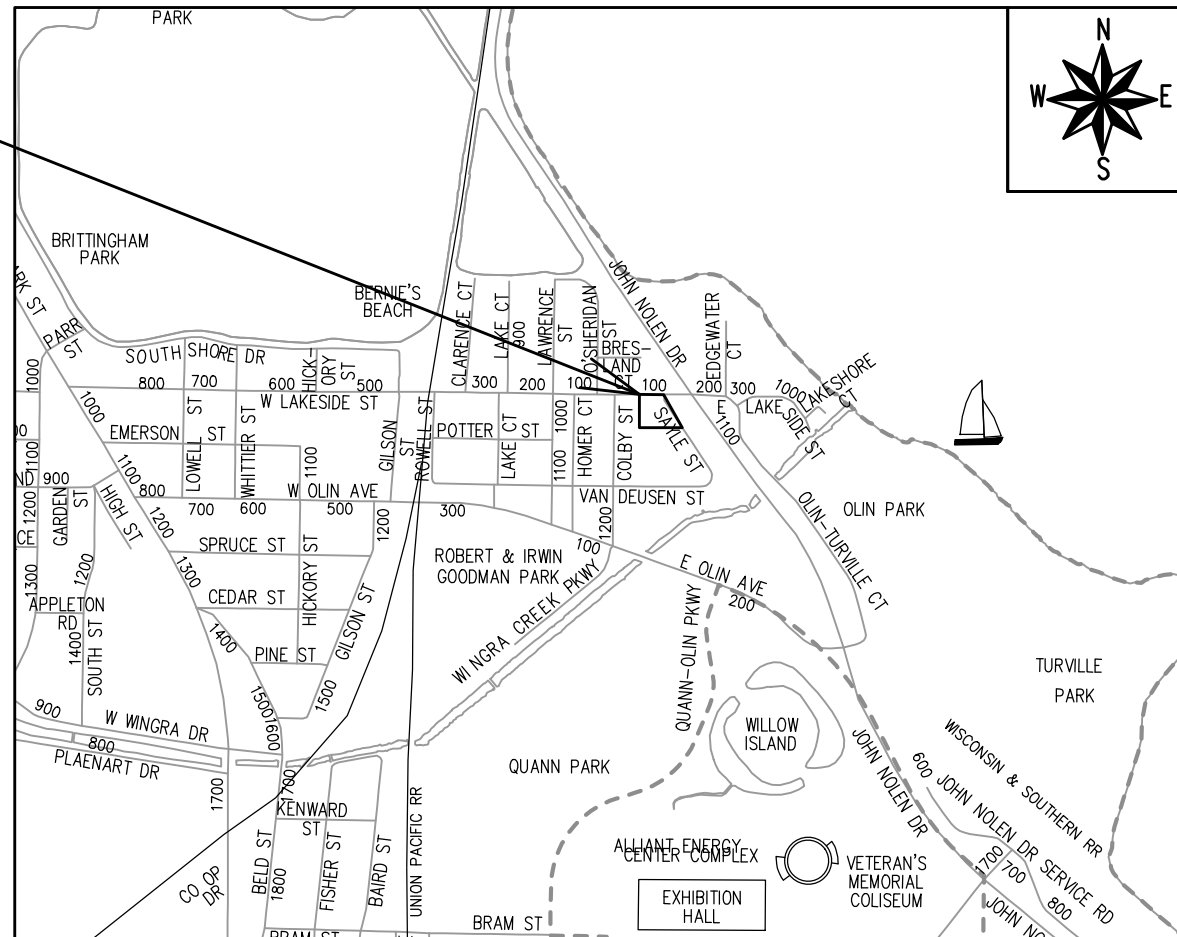 PARK
N
W
E
S
BRITTINGHAM
PARK
BERNIE'S
BEACH
PARR
ST
SOUTH SHORE DR
HICK-
ORY
ST
CLARENCE CT
LAKE CT
900
LAWRENCE
ST
SHERIDAN
ST
BRES-
LAND
CT
JOHN NOLEN DR
EDGEWATER
CT
800
700
600
500
300
200
100
100
200
300
1000
LAKESHORE
CT
1000
1000
W LAKESIDE ST
E
LAKE
SIDE ST
1100
LOWELL ST
WHITTIER ST
GILSON
ST
ROWELL ST
POTTER ST
LAKE CT
1000
1100
HOMER CT
COLBY ST
SAYLE ST
EMERSON ST
1100
1100
1100
900
GARDEN
ST
1200
HIGH ST
800
W OLIN AVE
VAN DEUSEN ST
700
600
500
1200
300
1200
OLIN-TURVILLE CT
OLIN PARK
1200
SPRUCE ST
HICKORY ST
100
ROBERT & IRWIN
GOODMAN PARK
E OLIN AVE
200
1300
1200
1300
APPLETON
RD
CEDAR ST
GILSON ST
WINGRA CREEK PKWY
QUANN-OLIN PKWY
1400
SOUTH ST
1400
PINE ST
1500
1500
1600
TURVILLE
PARK
900
W WINGRA DR
800
PLAENART DR
WILLOW
ISLAND
JOHN NOLEN DR
WISCONSIN & SOUTHERN RR
QUANN PARK
600
JOHN NOLEN DR SERVICE RD
1700
1700
KENWARD
ST
UNION PACIFIC RR
ALLIANT ENERGY
CENTER COMPLEX
1700
700
800
CO OP
DR
BELD ST
1800
FISHER ST
BAIRD ST
VETERAN'S
MEMORIAL
COLISEUM
EXHIBITION
HALL
BRAM ST
BRAM ST
JOHN